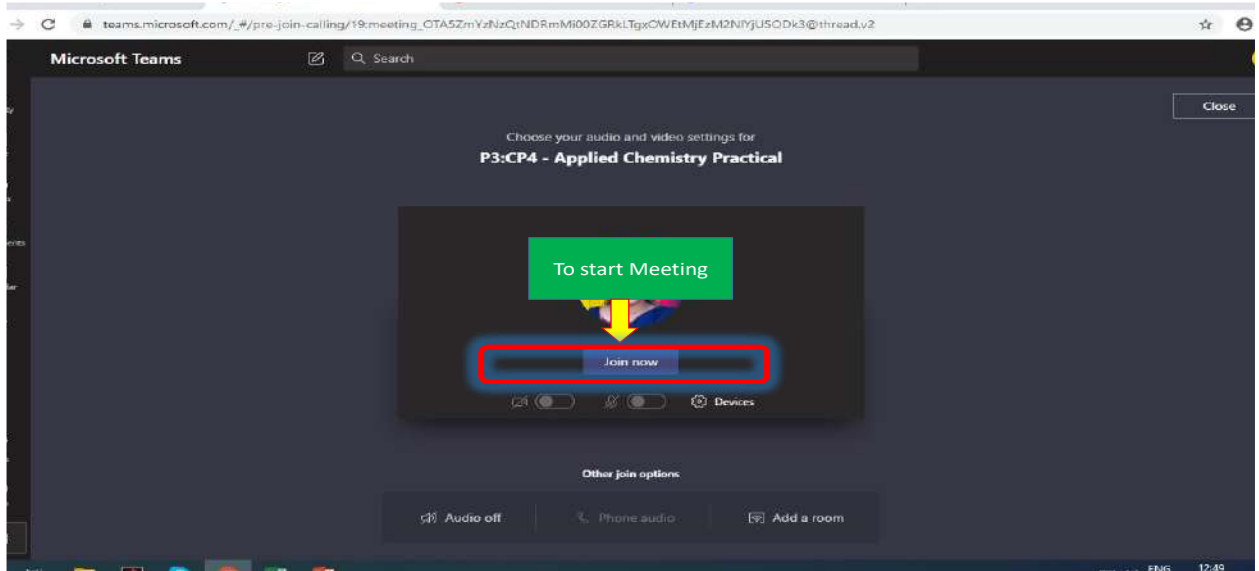 teams.microsoft.com/_#/pre-join-calling/19:meeting_OTA5ZmYzNzQtNDRmMi00ZGRkLTgxOWEtMjEzM2NlYjU5ODk3@thread.v2
Microsoft Teams
Search
Close
Choose your audio and video settings for
P3:CP4 - Applied Chemistry Practical
To start Meeting
Join now
Devices
Other join options
Audio off
Phone audio
Add a room
ENG
12:49